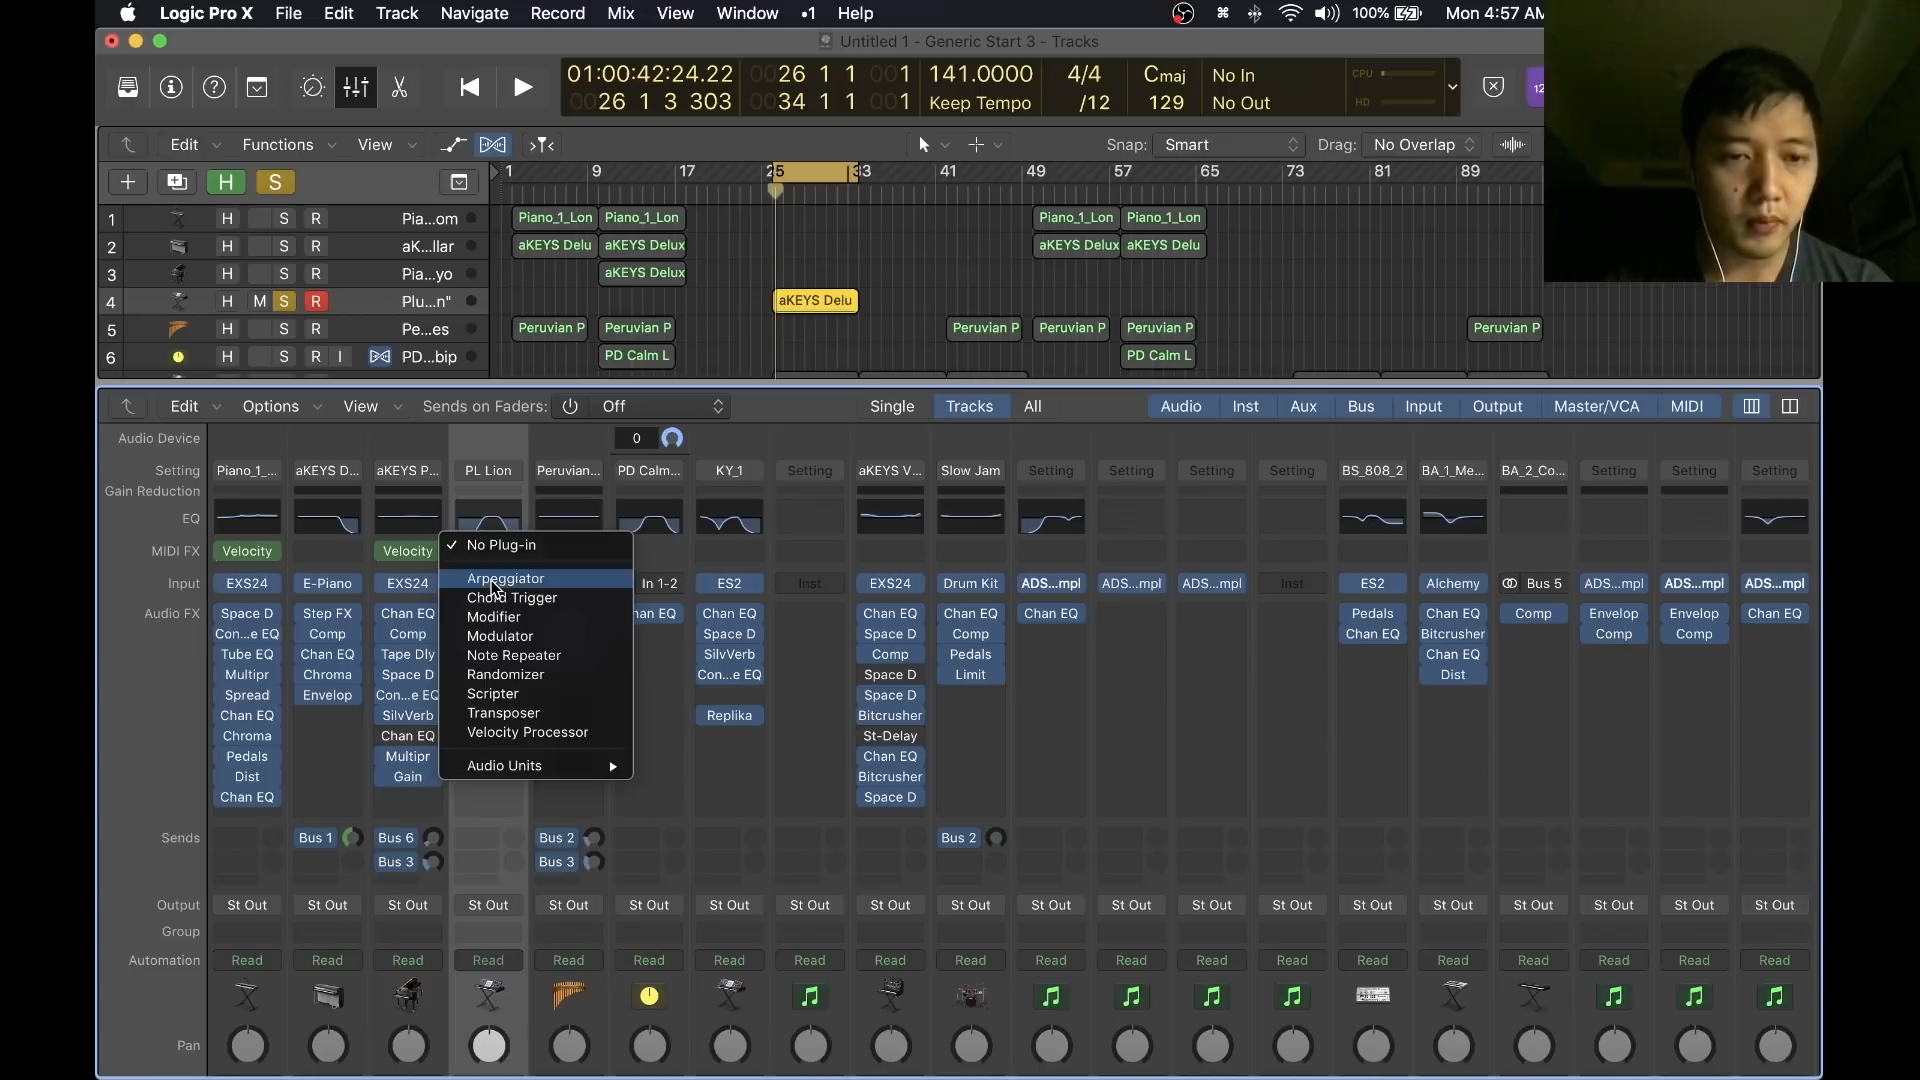 Logic Pro X File Edit Track Navigate Record Mix View Window •1 Help 100% Mon 4:57 AM
Untitled 1 - Generic Start 3 - Tracks
01:00:42:24.22 0026 1 1 001 141.0000 4/4 Cmaj No In CPU
0026 1 3 303 0034 1 1 001 Keep Tempo /12 129 No Out HD
12
Edit Functions View Snap: Smart Drag: No Overlap
H S 1 9 17 25 33 41 49 57 65 73 81 89
1 H S R Pia...om Piano_1_Lon Piano_1_Lon Piano_1_Lon Piano_1_Lon
2 H S R aK...llar aKEYS Delu aKEYS Delux aKEYS Delux aKEYS Delu
3 H S R Pia...yo aKEYS Delux
4 H M S R Plu...n" aKEYS Delu
5 H S R Pe...es Peruvian P Peruvian P Peruvian P Peruvian P Peruvian P Peruvian P
6 H S R I PD...bip PD Calm L PD Calm L
Edit Options View Sends on Faders: Off Single Tracks All Audio Inst Aux Bus Input Output Master/VCA MIDI
Audio Device 0
Setting Piano_1_... aKEYS D... aKEYS P... PL Lion Peruvian... PD Calm... KY_1 Setting aKEYS V... Slow Jam Setting Setting Setting Setting BS_808_2 BA_1_Me... BA_2_Co... Setting Setting Setting
Gain Reduction
EQ
MIDI FX Velocity Velocity
Input EXS24 E-Piano EXS24 In 1-2 ES2 Inst EXS24 Drum Kit ADS...mpl ADS...mpl ADS...mpl Inst ES2 Alchemy Bus 5 ADS...mpl ADS...mpl ADS...mpl
Audio FX Space D Step FX Chan EQ han EQ Chan EQ Chan EQ Chan EQ Chan EQ Pedals Chan EQ Comp Envelop Envelop Chan EQ
Con...e EQ Comp Comp Space D Space D Comp Chan EQ Bitcrusher Comp Comp
Tube EQ Chan EQ Tape Dly SilvVerb Comp Pedals Chan EQ
Multipr Chroma Space D Con...e EQ Space D Limit Dist
Spread Envelop Con...e EQ Space D
Chan EQ SilvVerb Replika Bitcrusher
Chroma Chan EQ St-Delay
Pedals Multipr Chan EQ
Dist Gain Bitcrusher
Chan EQ Space D
No Plug-in
Arpeggiator
Chord Trigger
Modifier
Modulator
Note Repeater
Randomizer
Scripter
Transposer
Velocity Processor
Audio Units
Sends Bus 1 Bus 6 Bus 2 Bus 2
Bus 3 Bus 3
Output St Out St Out St Out St Out St Out St Out St Out St Out St Out St Out St Out St Out St Out St Out St Out St Out St Out St Out St Out St Out
Group
Automation Read Read Read Read Read Read Read Read Read Read Read Read Read Read Read Read Read Read Read Read
Pan